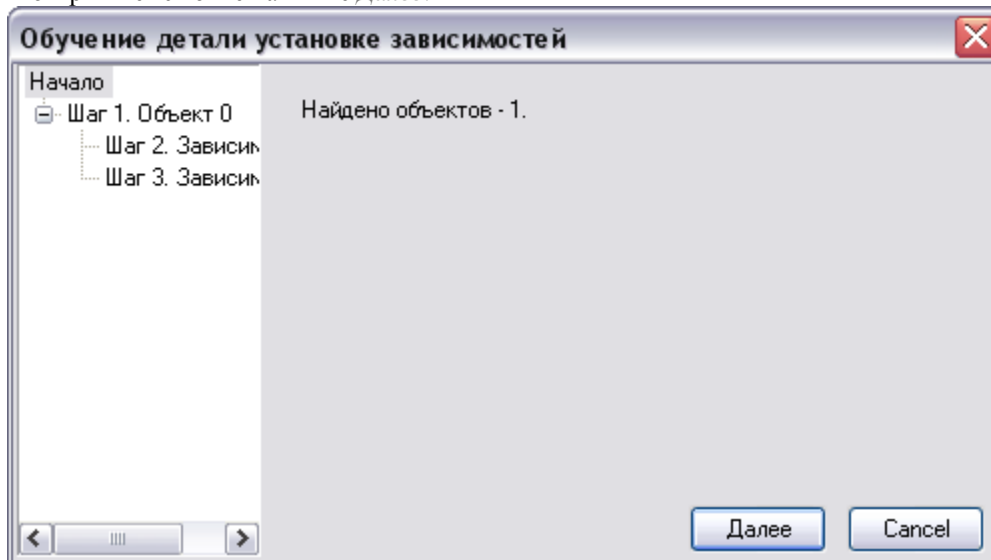 Обучение детали установке зависимостей
Начало
Шаг 1. Объект 0
Шаг 2. Зависим
Шаг 3. Зависим
Найдено объектов - 1.
Далее
Cancel